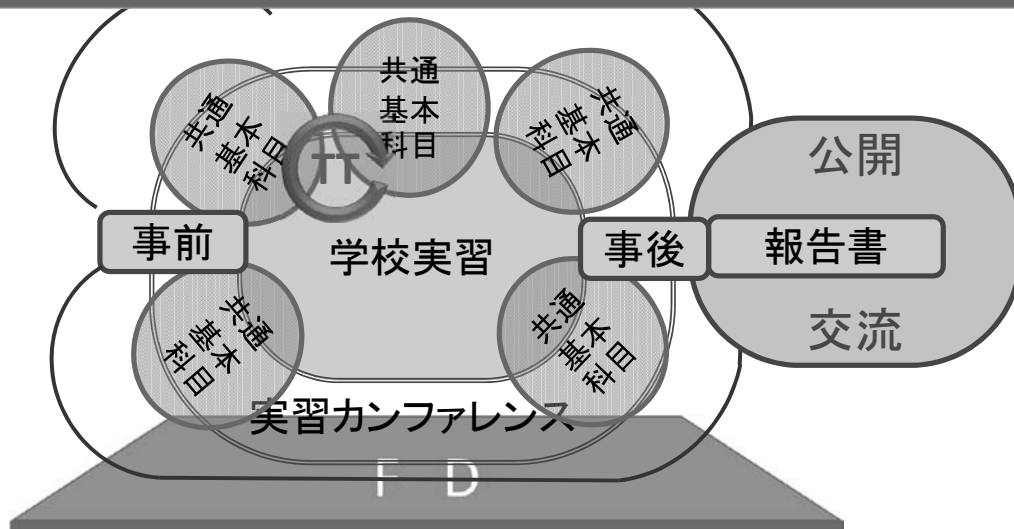 共通
基本
科目
共通
基本
科目
共通
基本
科目
TT
公開
事前
学校実習
事後
報告書
交流
共通
基本
科目
共通
基本
科目
実習カンファレンス
F D